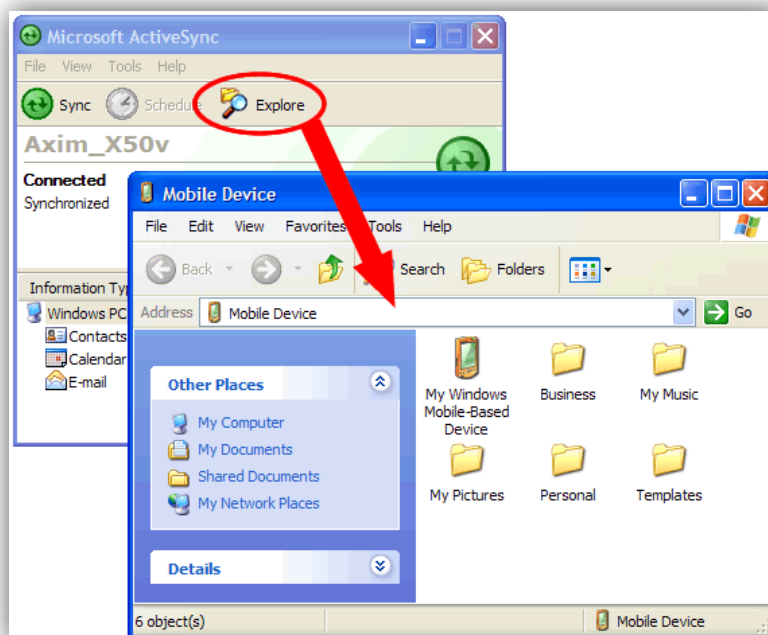 Microsoft ActiveSync
File View Tools Help
Sync Schedule Explore
Axim_X50v
Connected
Synchronized
Information Ty
Windows PC
Contacts
Calendar
E-mail
Mobile Device
File Edit View Favorites Tools Help
Back Search Folders
Address Mobile Device Go
Other Places
My Computer
My Documents
Shared Documents
My Network Places
Details
My Windows
Mobile-Based
Device
Business
My Music
My Pictures
Personal
Templates
6 object(s) Mobile Device